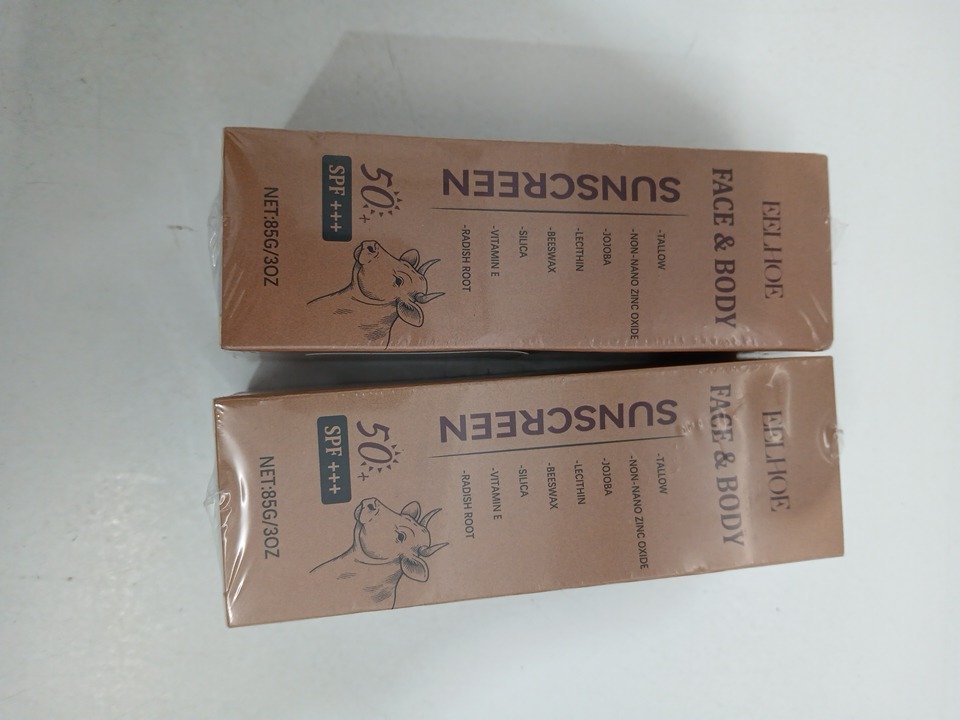 EELHOE
FACE & BODY
SUNSCREEN
-TALLOW
-NON-NANO ZINC OXIDE
-JOJOBA
-LECITHIN
-BEESWAX
-SILICA
-VITAMIN E
-RADISH ROOT
50+
SPF +++
NET:85G/3OZ
EELHOE
FACE & BODY
SUNSCREEN
-TALLOW
-NON-NANO ZINC OXIDE
-JOJOBA
-LECITHIN
-BEESWAX
-SILICA
-VITAMIN E
-RADISH ROOT
50+
SPF +++
NET:85G/3OZ